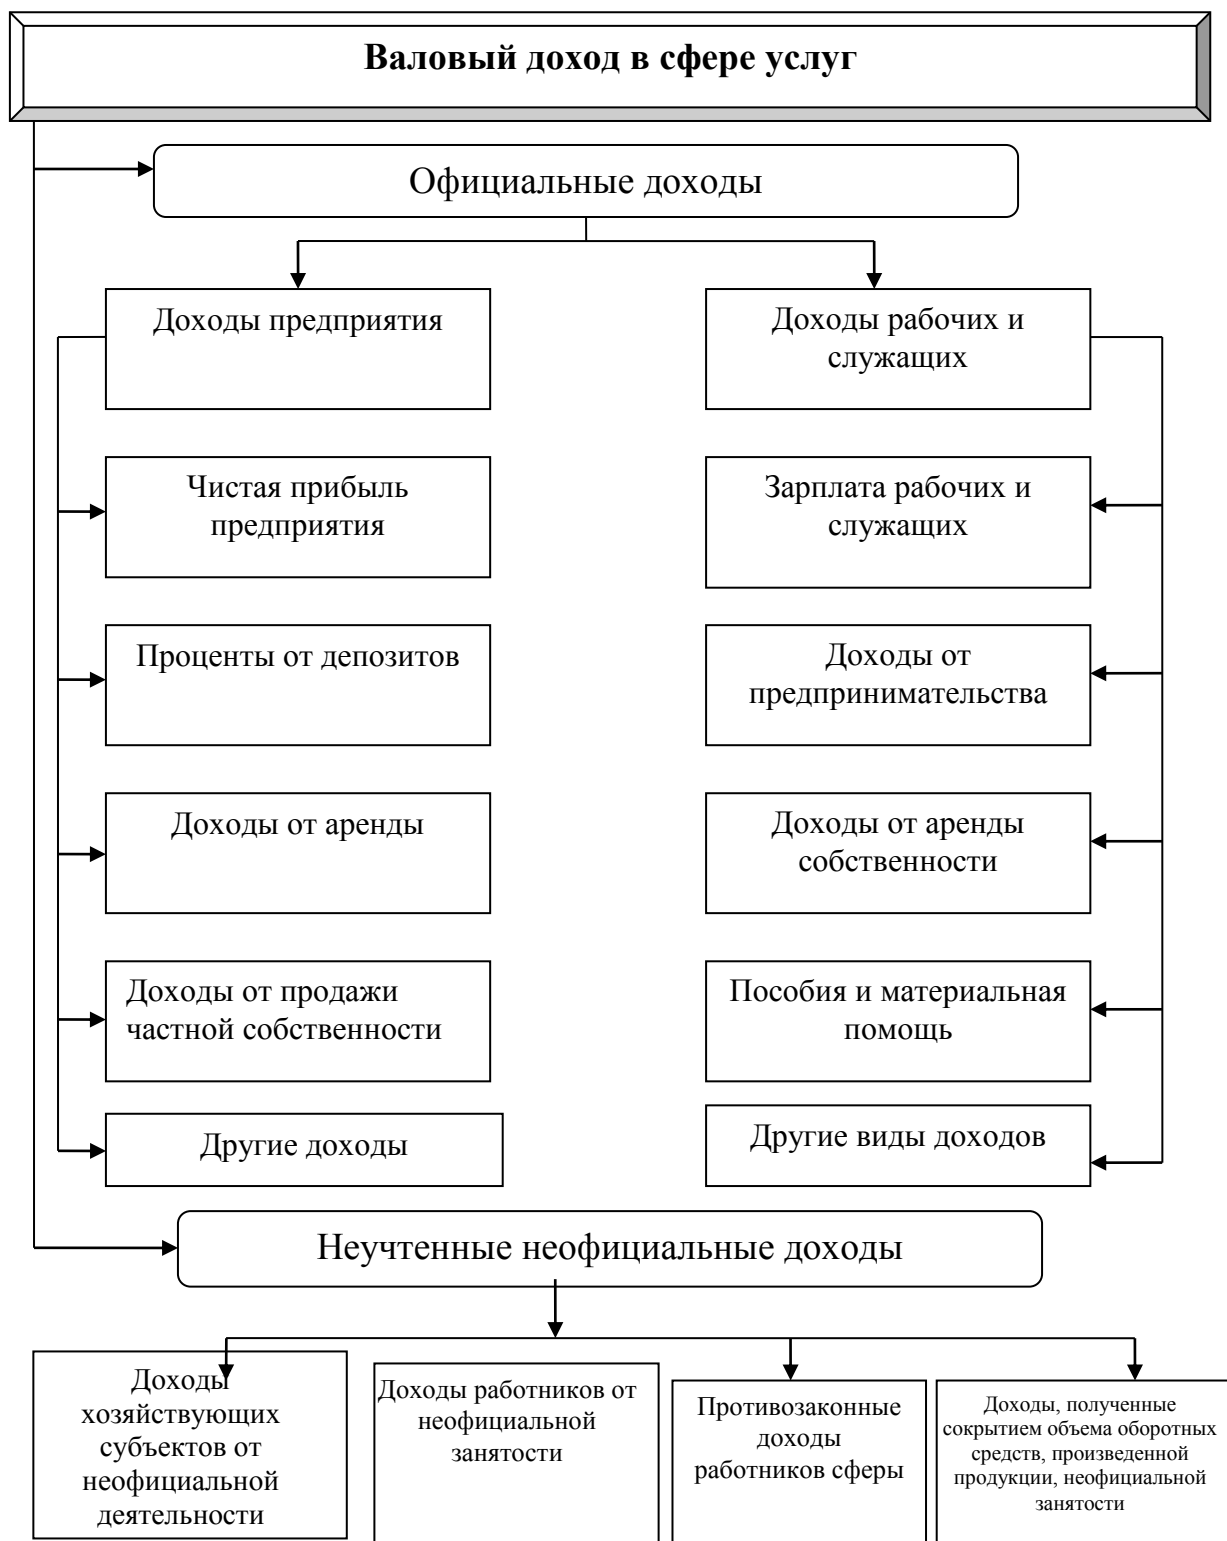 Валовый доход в сфере услуг
Официальные доходы
Доходы предприятия
Доходы рабочих и
служащих
Чистая прибыль
предприятия
Зарплата рабочих и
служащих
Проценты от депозитов
Доходы от
предпринимательства
Доходы от аренды
Доходы от аренды
собственности
Доходы от продажи
частной собственности
Пособия и материальная
помощь
Другие доходы
Другие виды доходов
Неучтенные неофициальные доходы
Доходы
хозяйствующих
субъектов от
неофициальной
деятельности
Доходы работников от
неофициальной
занятости
Противозаконные
доходы
работников сферы
Доходы, полученные
сокрытием объема оборотных
средств, произведенной
продукции, неофициальной
занятости